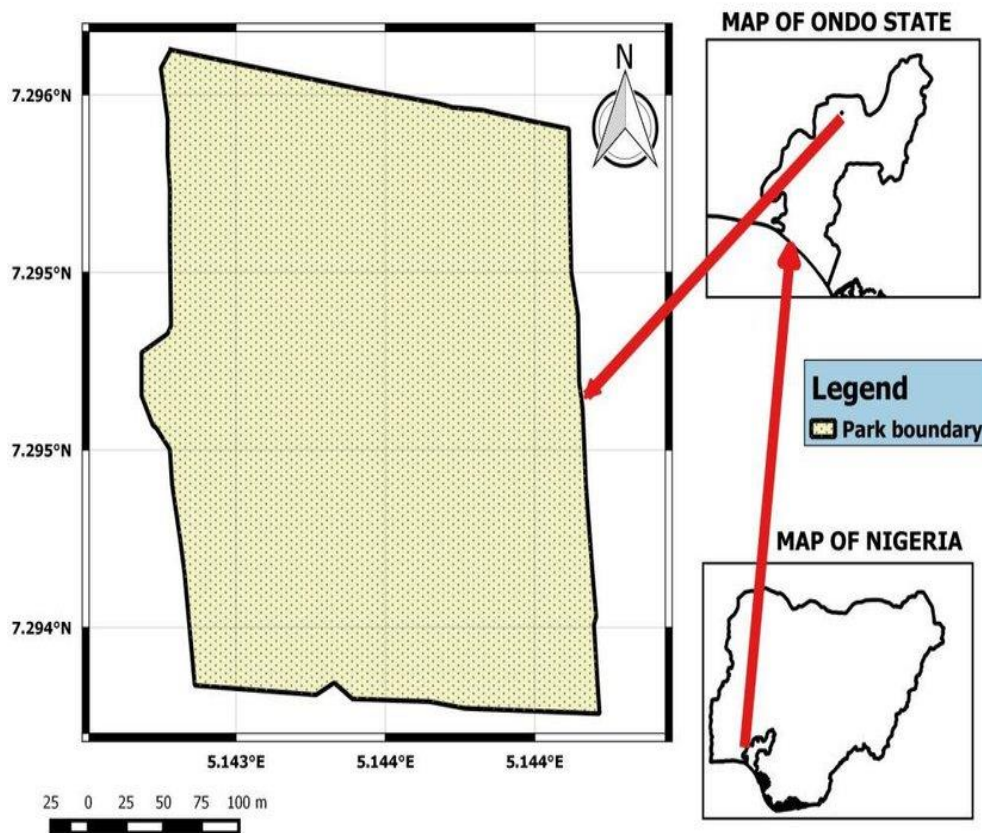 MAP OF ONDO STATE
N
7.296°N
7.295°N
7.295°N
7.294°N
5.143°E 5.144°E 5.144°E
25 0 25 50 75 100 m
Legend
Park boundary
MAP OF NIGERIA